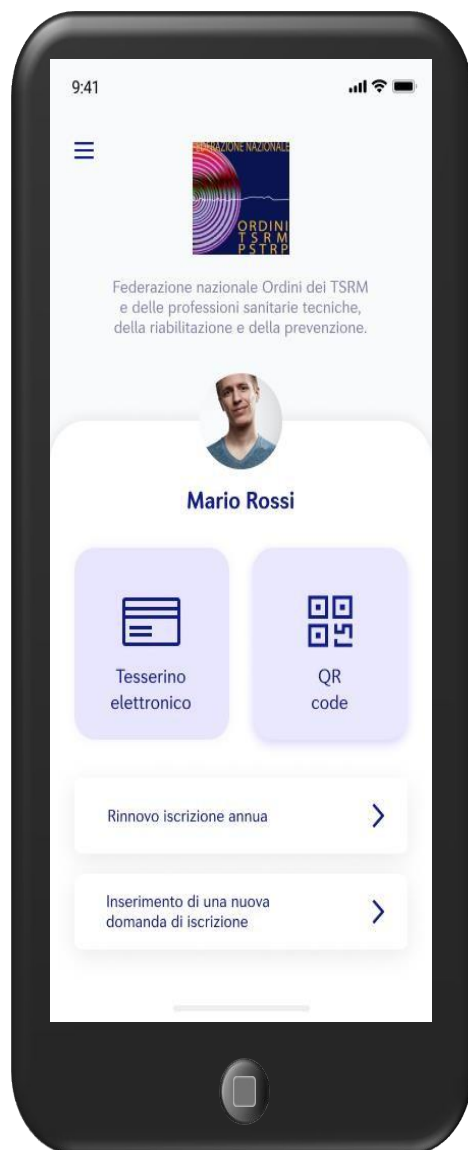 9:41
FEDERAZIONE NAZIONALE
ORDINI
TSRM
PSTRP
Federazione nazionale Ordini dei TSRM
e delle professioni sanitarie tecniche,
della riabilitazione e della prevenzione.
Mario Rossi
Tesserino
elettronico
QR
code
Rinnovo iscrizione annua
Inserimento di una nuova
domanda di iscrizione